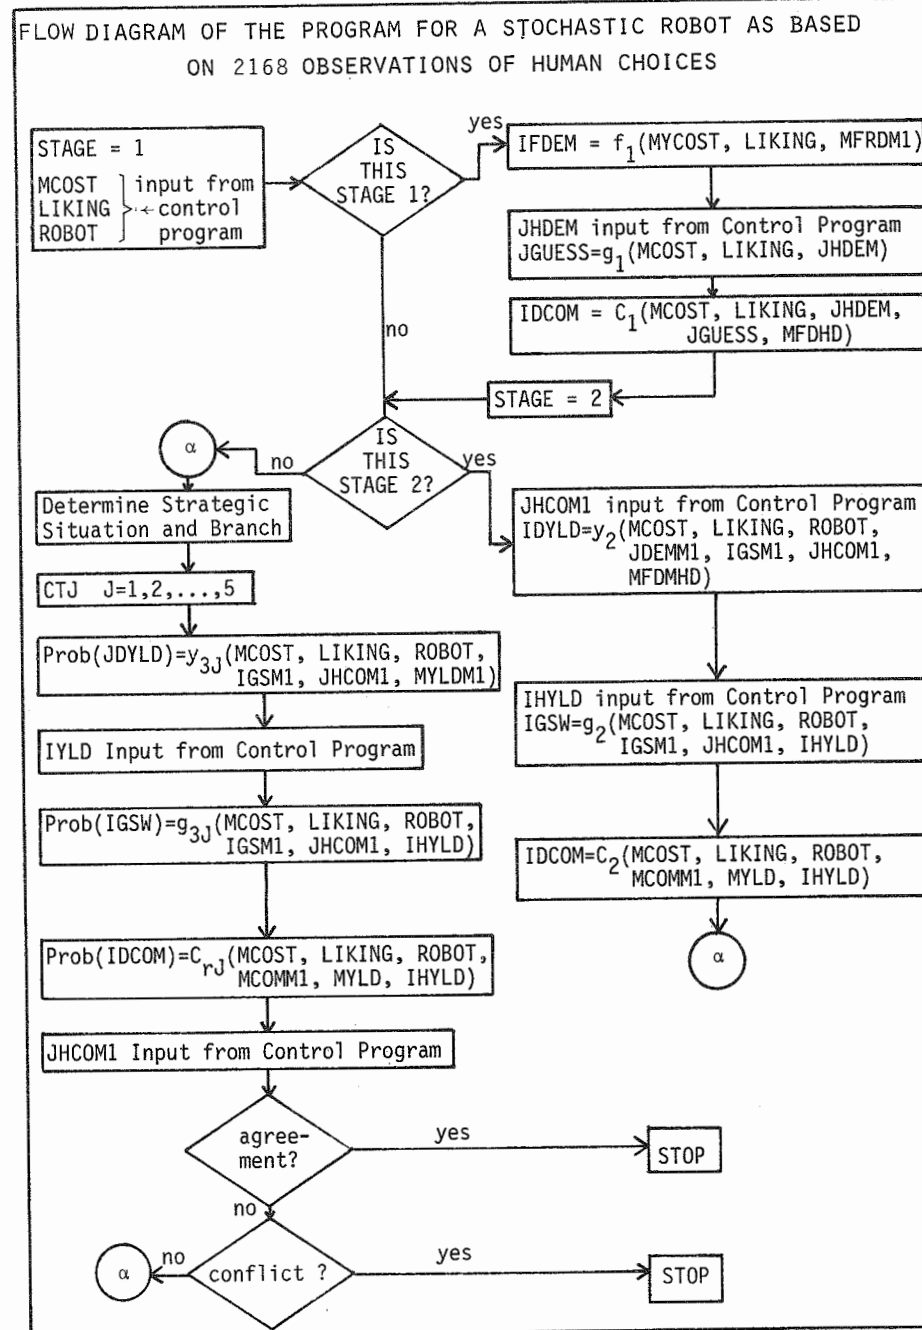 FLOW DIAGRAM OF THE PROGRAM FOR A STOCHASTIC ROBOT AS BASED
ON 2168 OBSERVATIONS OF HUMAN CHOICES
STAGE = 1
MCOST
LIKING
ROBOT
input from
control
program
IS
THIS
STAGE 1?
yes
IFDEM = f1(MYCOST, LIKING, MFRDM1)
JHDEM input from Control Program
JGUESS=g1(MCOST, LIKING, JHDEM)
IDCOM = C1(MCOST, LIKING, JHDEM,
JGUESS, MFDHD)
no
STAGE = 2
IS
THIS
STAGE 2?
no
yes
α
Determine Strategic
Situation and Branch
CTJ J=1,2,...,5
Prob(JDYLD)=y3J(MCOST, LIKING, ROBOT,
IGSM1, JHCOM1, MYLDM1)
IYLD Input from Control Program
Prob(IGSW)=g3J(MCOST, LIKING, ROBOT,
IGSM1, JHCOM1, IHYLD)
Prob(IDCOM)=CrJ(MCOST, LIKING, ROBOT,
MCOMM1, MYLD, IHYLD)
JHCOM1 Input from Control Program
JHCOM1 input from Control Program
IDYLD=y2(MCOST, LIKING, ROBOT,
JDEMM1, IGSM1, JHCOM1,
MFDMHD)
IHYLD input from Control Program
IGSW=g2(MCOST, LIKING, ROBOT,
IGSM1, JHCOM1, IHYLD)
IDCOM=C2(MCOST, LIKING, ROBOT,
MCOMM1, MYLD, IHYLD)
α
agree-
ment?
yes
STOP
no
conflict ?
yes
STOP
no
α